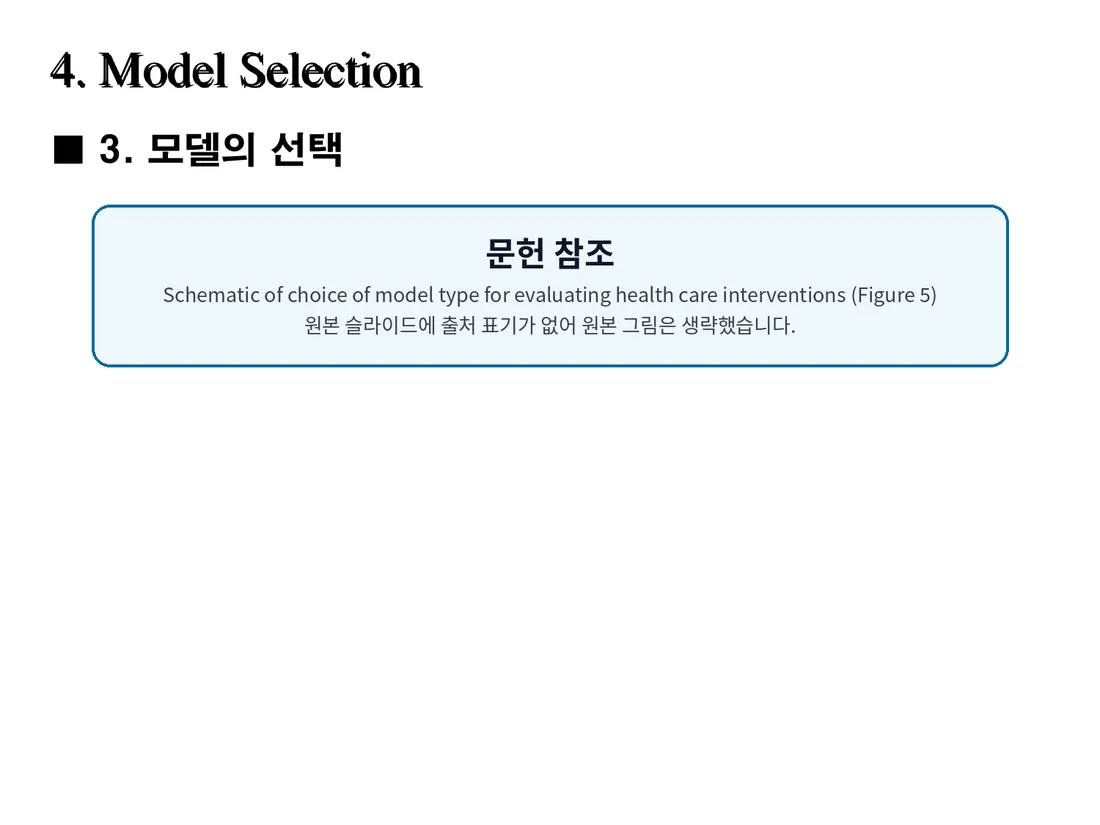 4. Model Selection
■ 3. 모델의 선택
문헌 참조
Schematic of choice of model type for evaluating health care interventions (Figure 5)
원본 슬라이드에 출처 표기가 없어 원본 그림은 생략했습니다.